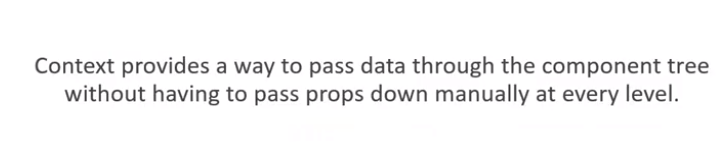 Context provides a way to pass data through the component tree
without having to pass props down manually at every level.